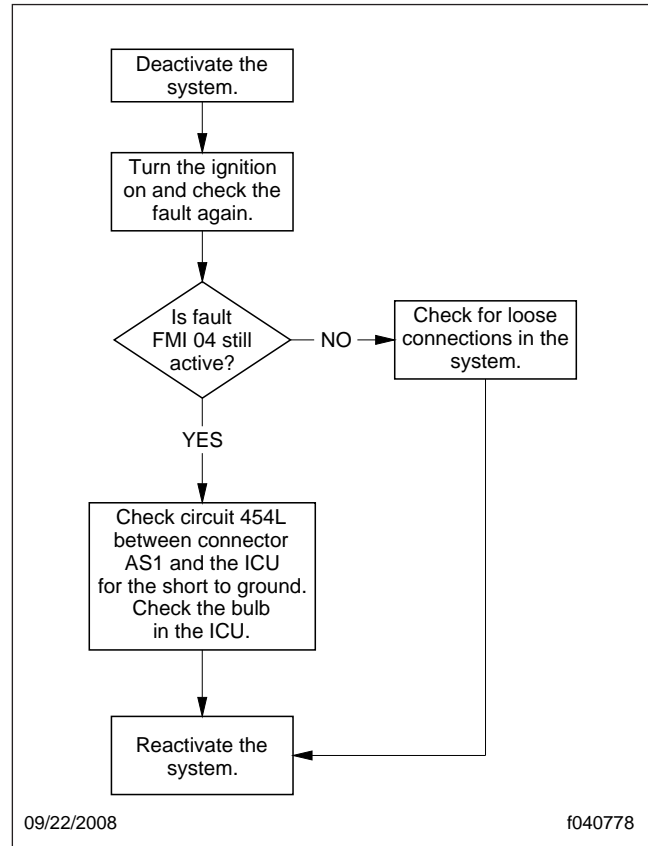 Deactivate the
system.
Turn the ignition
on and check the
fault again.
Is fault
FMI 04 still
active?
NO
Check for loose
connections in the
system.
YES
Check circuit 454L
between connector
AS1 and the ICU
for the short to ground.
Check the bulb
in the ICU.
Reactivate the
system.
09/22/2008
f040778